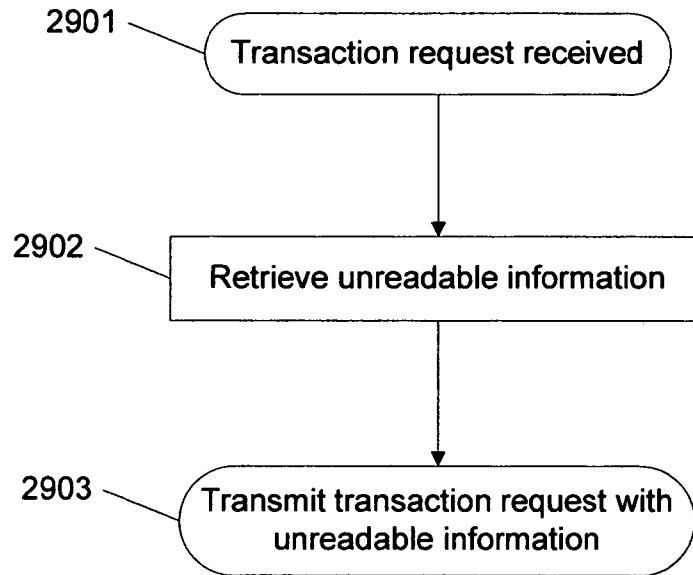 2901
Transaction request received
2902
Retrieve unreadable information
2903
Transmit transaction request with
unreadable information